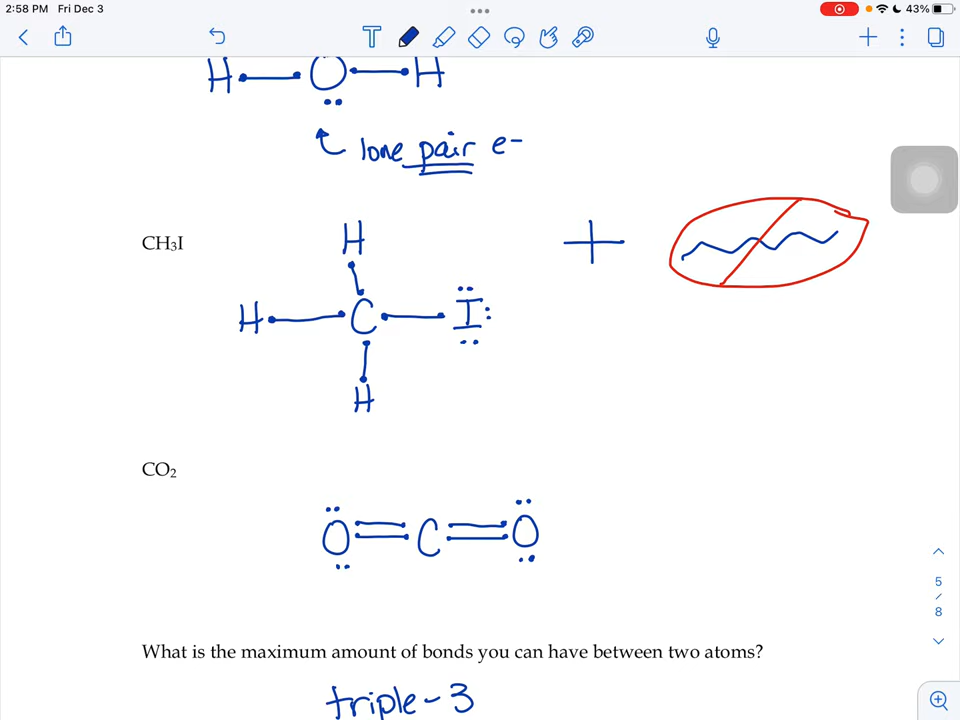 2:58 PM Fri Dec 3 43%
T
H O H
lone pair e-
CH₃I
H
H C I
H
CO₂
O C O
5
/
8
What is the maximum amount of bonds you can have between two atoms?
triple - 3